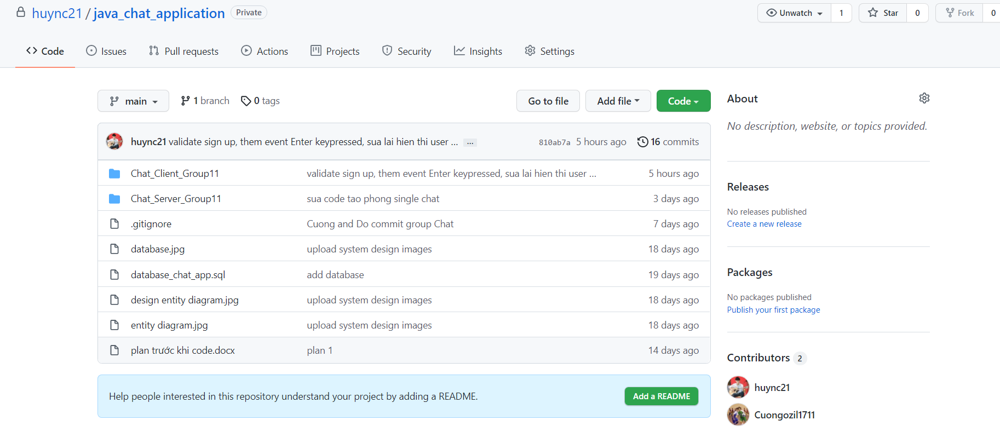 huync21 / java_chat_application Private Unwatch 1 Star 0 Fork 0
Code Issues Pull requests Actions Projects Security Insights Settings
main 1 branch 0 tags Go to file Add file Code
huync21 validate sign up, them event Enter keypressed, sua lai hien thi user ... ... 810ab7a 5 hours ago 16 commits
Chat_Client_Group11 validate sign up, them event Enter keypressed, sua lai hien thi user ... 5 hours ago
Chat_Server_Group11 sua code tao phong single chat 3 days ago
.gitignore Cuong and Do commit group Chat 7 days ago
database.jpg upload system design images 18 days ago
database_chat_app.sql add database 19 days ago
design entity diagram.jpg upload system design images 18 days ago
entity diagram.jpg upload system design images 18 days ago
plan trước khi code.docx plan 1 14 days ago
Help people interested in this repository understand your project by adding a README. Add a README
About
No description, website, or topics provided.
Releases
No releases published
Create a new release
Packages
No packages published
Publish your first package
Contributors 2
huync21
Cuongozil1711